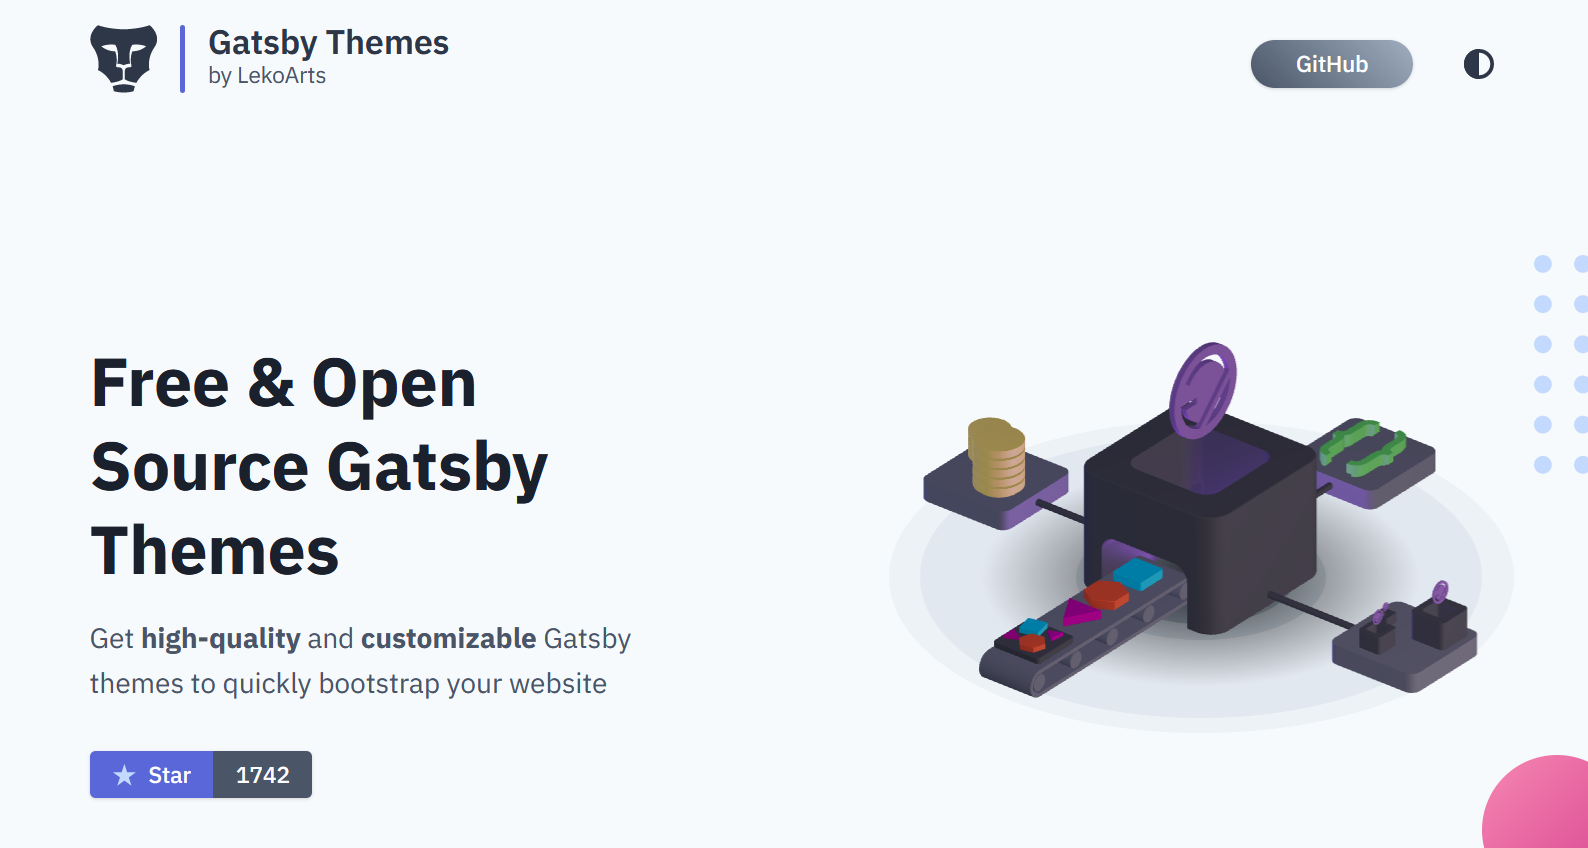 Gatsby Themes
by LekoArts
GitHub
Free & Open
Source Gatsby
Themes
Get high-quality and customizable Gatsby
themes to quickly bootstrap your website
Star 1742